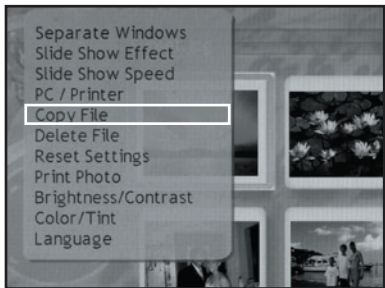 Separate Windows
Slide Show Effect
Slide Show Speed
PC / Printer
Copy File
Delete File
Reset Settings
Print Photo
Brightness/Contrast
Color/Tint
Language